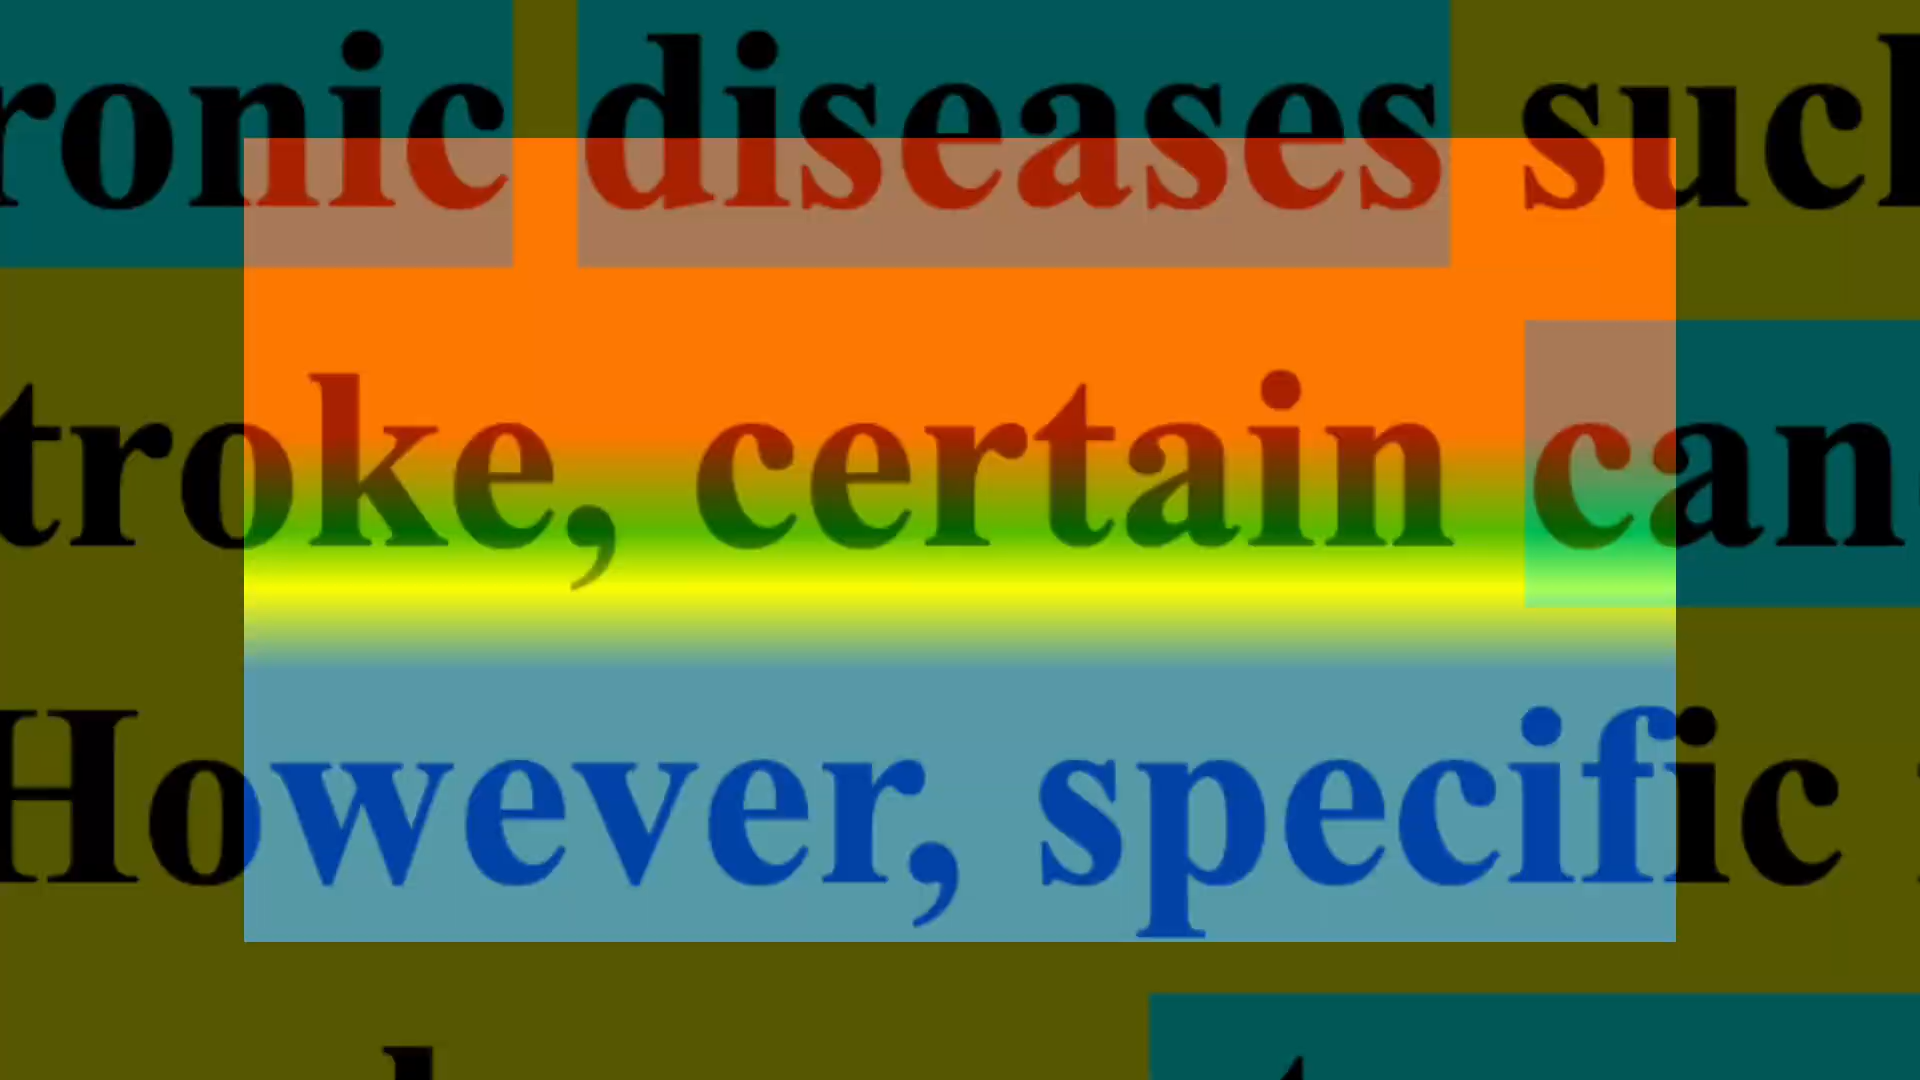 ronic diseases such
troke, certain can
However, specific